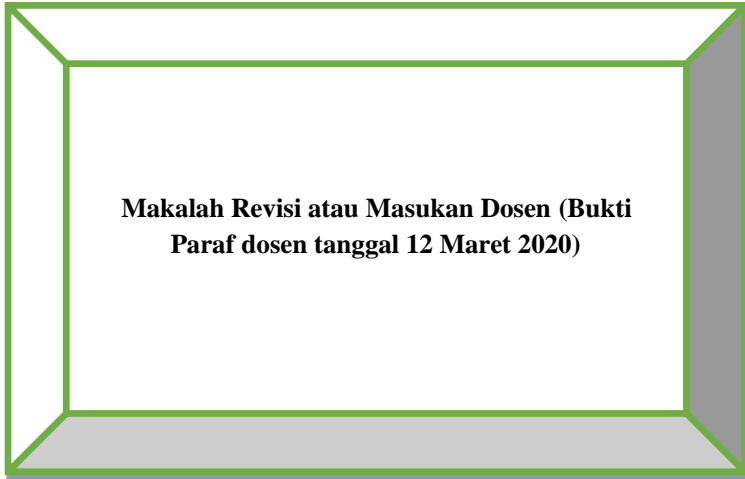 Makalah Revisi atau Masukan Dosen (Bukti
Paraf dosen tanggal 12 Maret 2020)